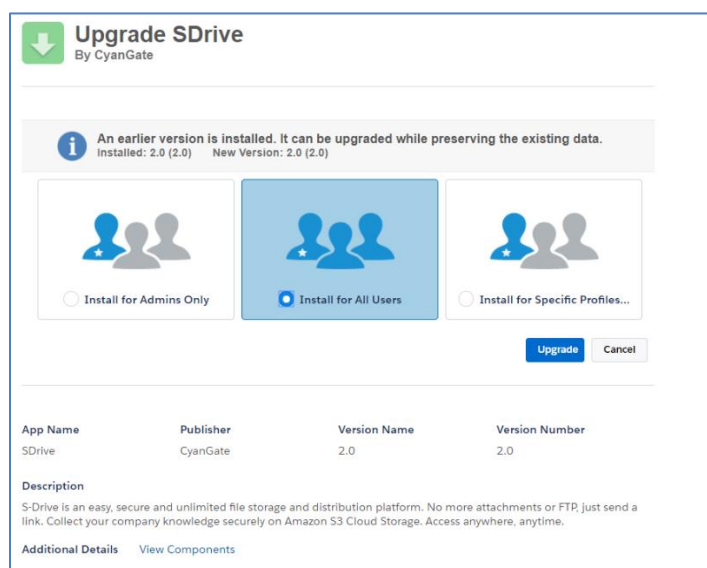 Upgrade SDrive
By CyanGate
An earlier version is installed. It can be upgraded while preserving the existing data.
Installed: 2.0 (2.0) New Version: 2.0 (2.0)
Install for Admins Only
Install for All Users
Install for Specific Profiles...
Upgrade Cancel
App Name Publisher Version Name Version Number
SDrive CyanGate 2.0 2.0
Description
S-Drive is an easy, secure and unlimited file storage and distribution platform. No more attachments or FTP, just send a
link. Collect your company knowledge securely on Amazon S3 Cloud Storage. Access anywhere, anytime.
Additional Details View Components